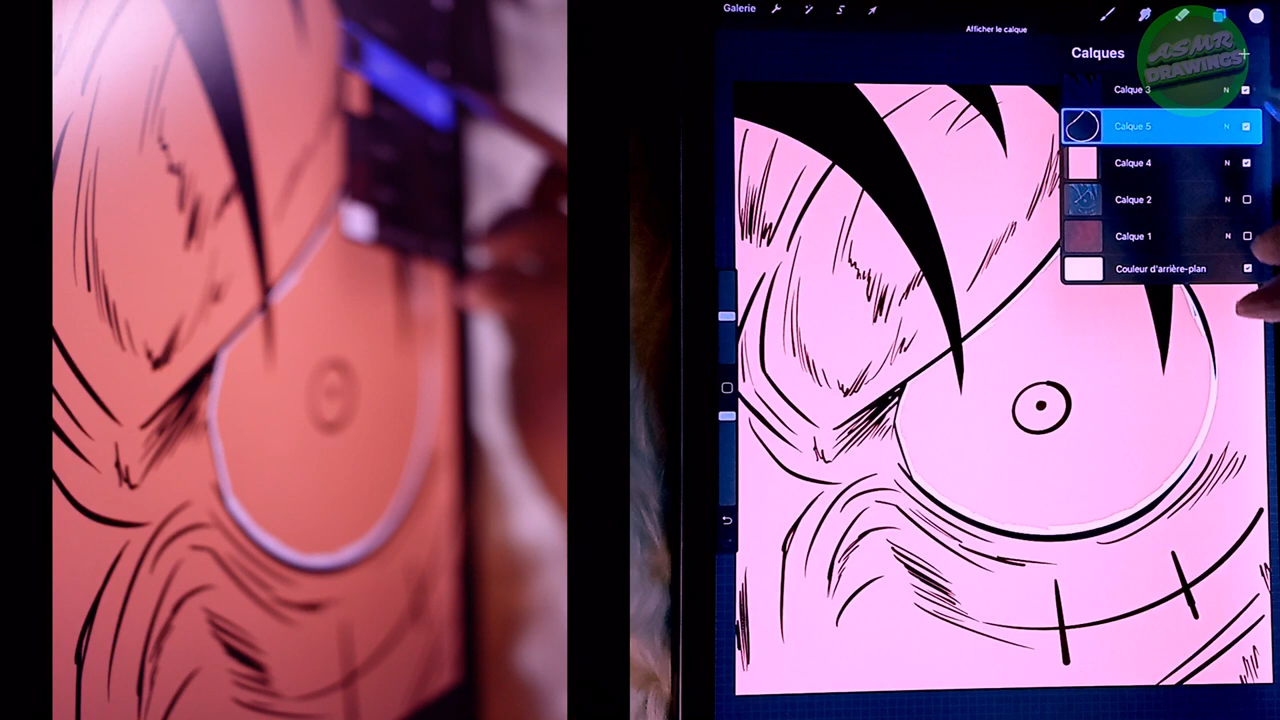 Galerie
Afficher le calque
Calques
ASMR
DRAWINGS
Calque 3 N
Calque 5 N
Calque 4 N
Calque 2 N
Calque 1 N
Couleur d'arrière-plan